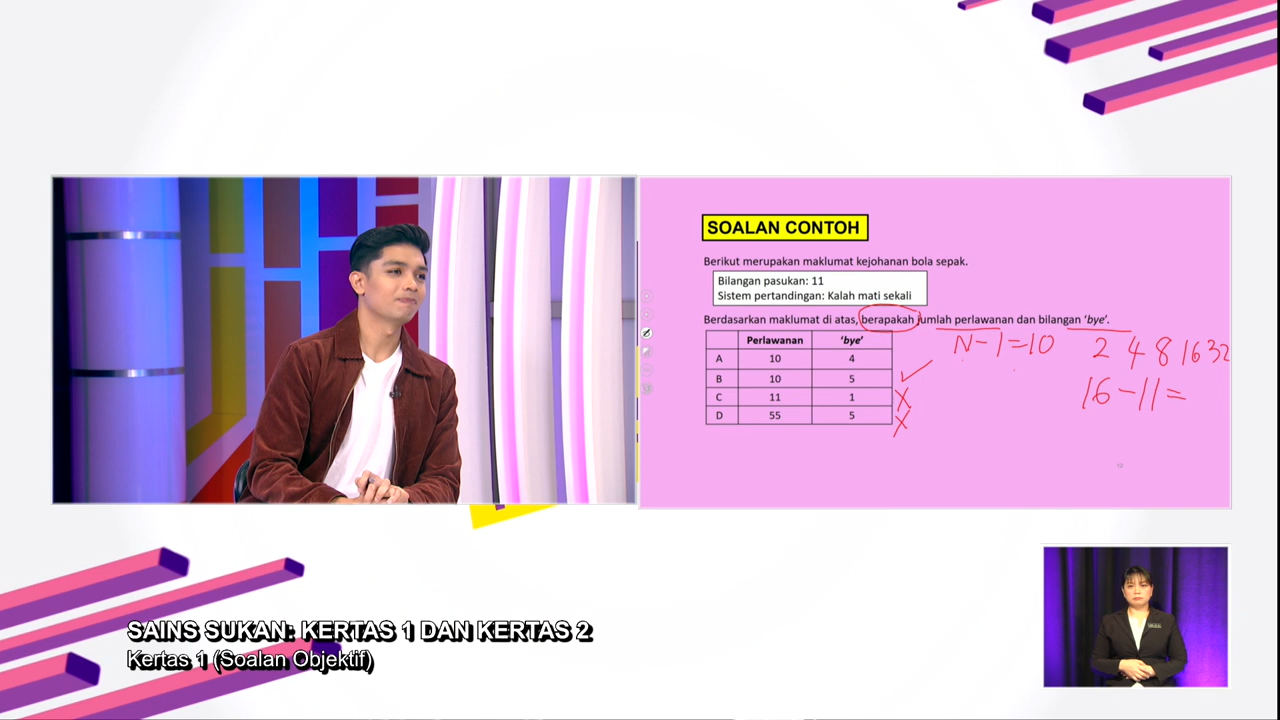 SOALAN CONTOH
Berikut merupakan maklumat kejohanan bola sepak.
Bilangan pasukan: 11
Sistem pertandingan: Kalah mati sekali
Berdasarkan maklumat di atas, berapakah jumlah perlawanan dan bilangan 'bye'.
Perlawanan 'bye'
A 10 4
B 10 5
C 11 1
D 55 5
N-1=10
2 4 8 16 32
16-11=
12
SAINS SUKAN: KERTAS 1 DAN KERTAS 2
Kertas 1 (Soalan Objektif)